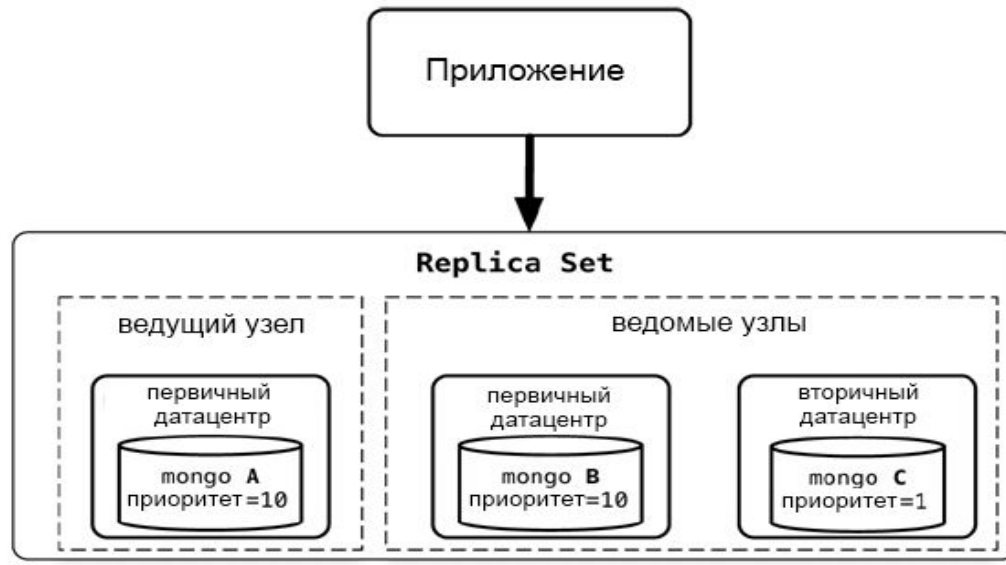 Приложение
Replica Set
ведущий узел
ведомые узлы
первичный
датацентр
mongo A
приоритет=10
первичный
датацентр
mongo B
приоритет=10
вторичный
датацентр
mongo C
приоритет=1